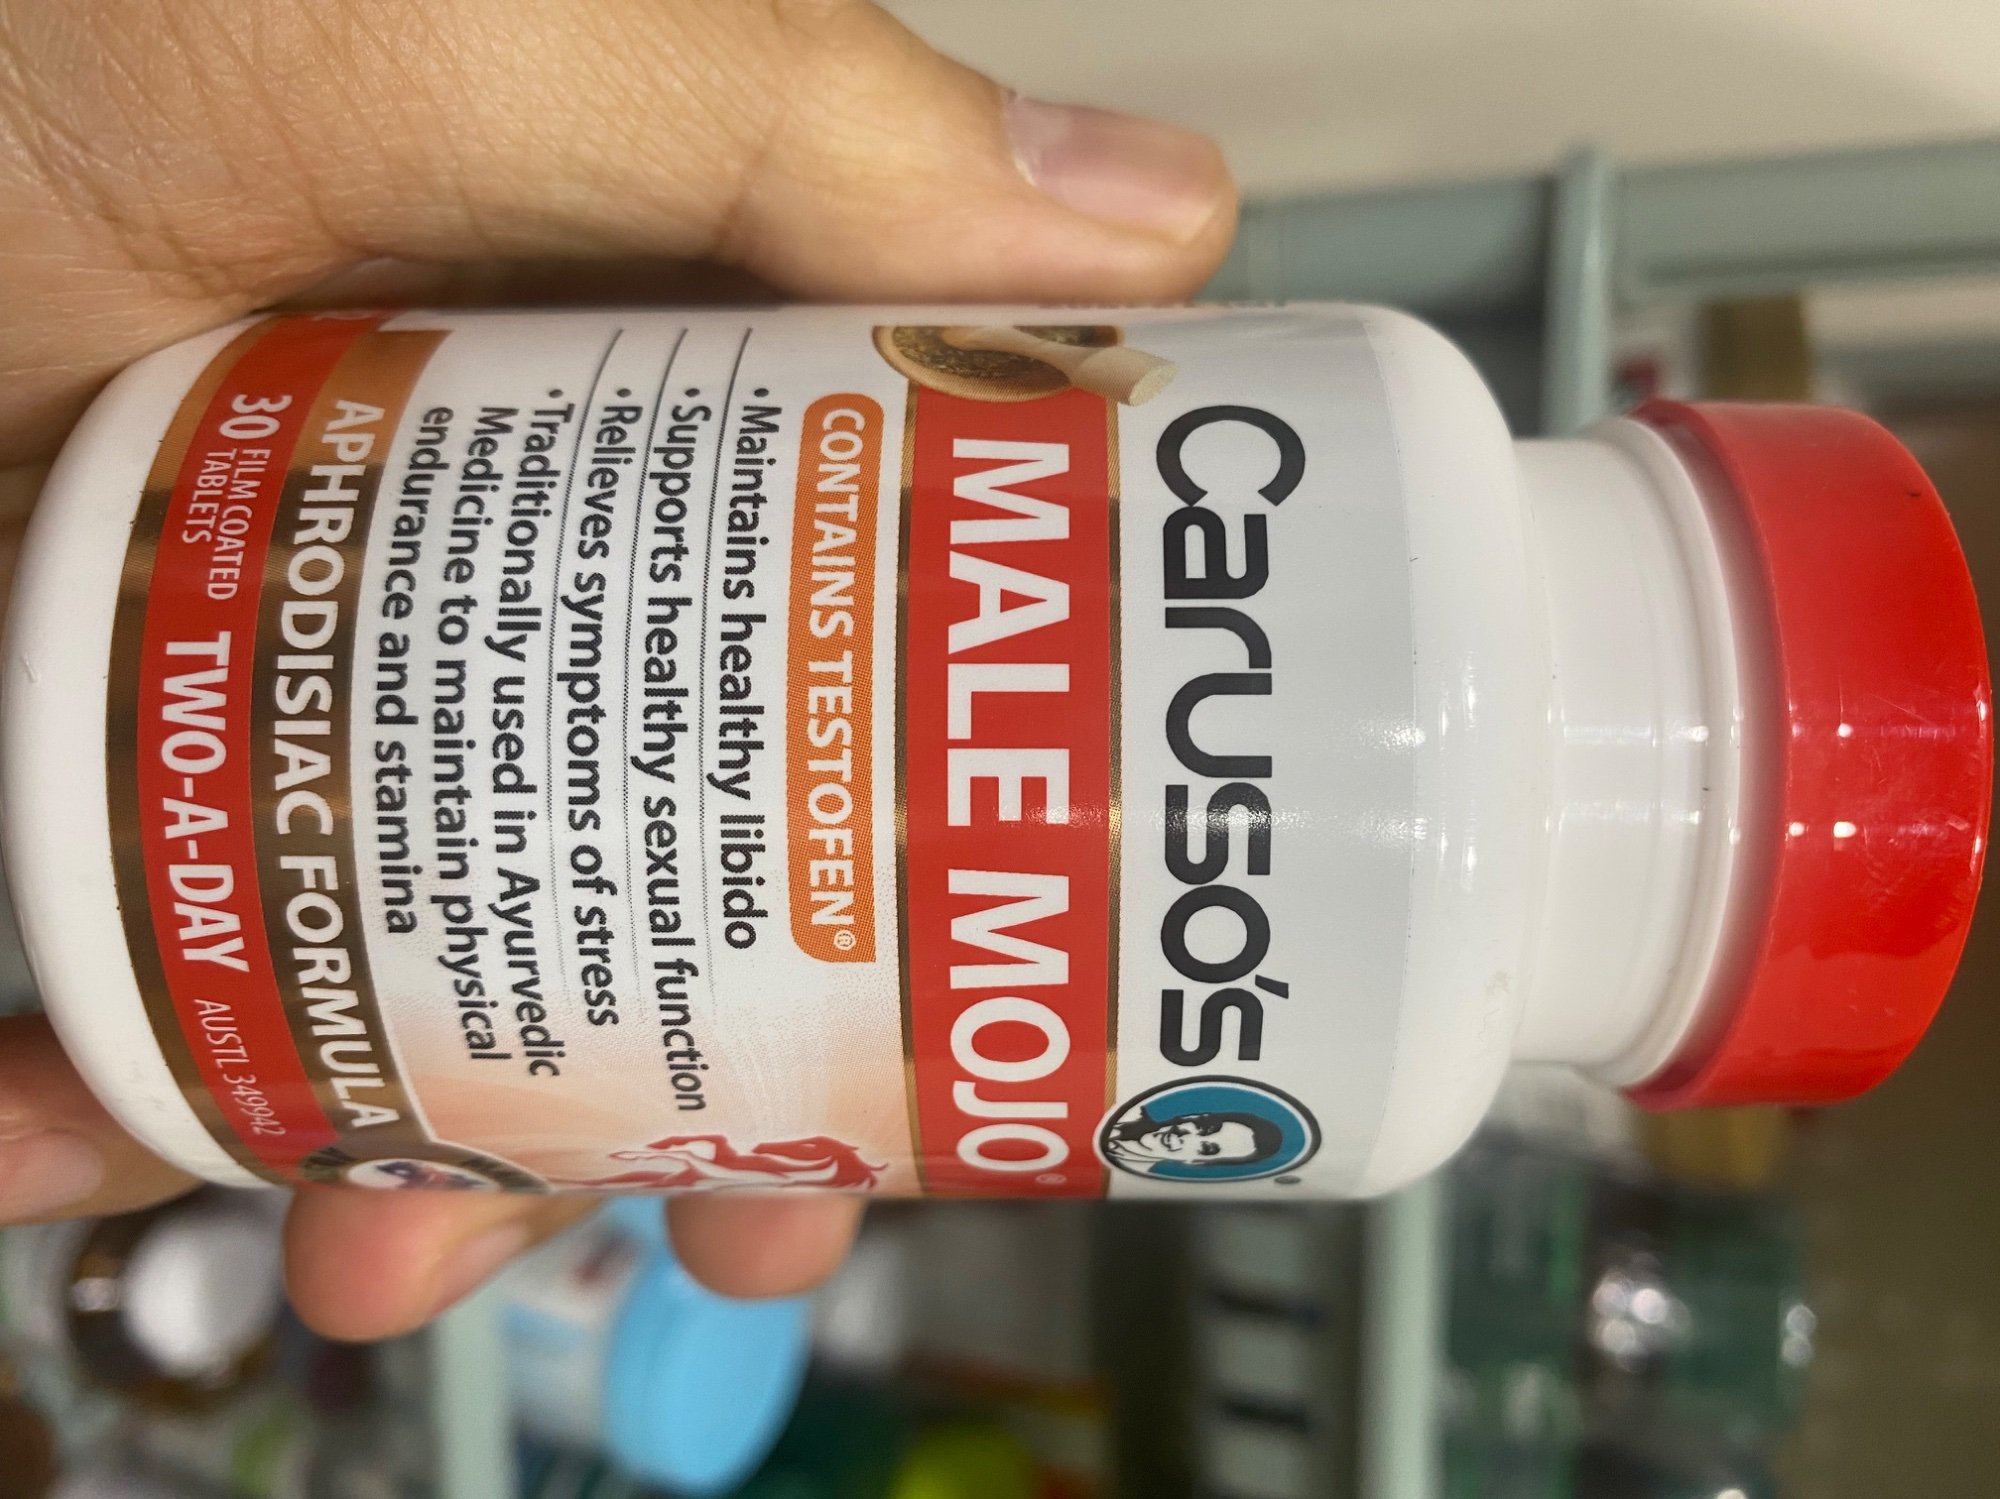 Caruso's
MALE MOJO®
CONTAINS TESTOFEN®
• Maintains healthy libido
• Supports healthy sexual function
• Relieves symptoms of stress
• Traditionally used in Ayurvedic
Medicine to maintain physical
endurance and stamina
APHRODISIAC FORMULA
30 FILM COATED
TABLETS
TWO-A-DAY
AUSTL 349942